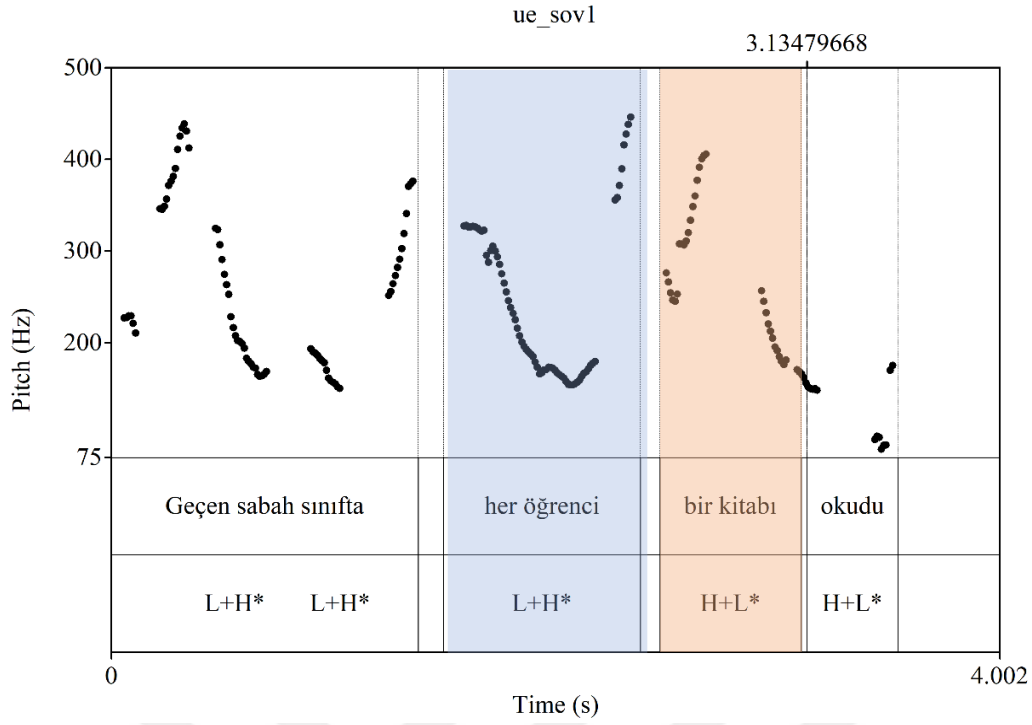 ue_sov1
3.13479668
500
400
300
200
75
Pitch (Hz)
Geçen sabah sınıfta her öğrenci bir kitabı okudu
L+H* L+H* L+H* H+L* H+L*
0 4.002
Time (s)